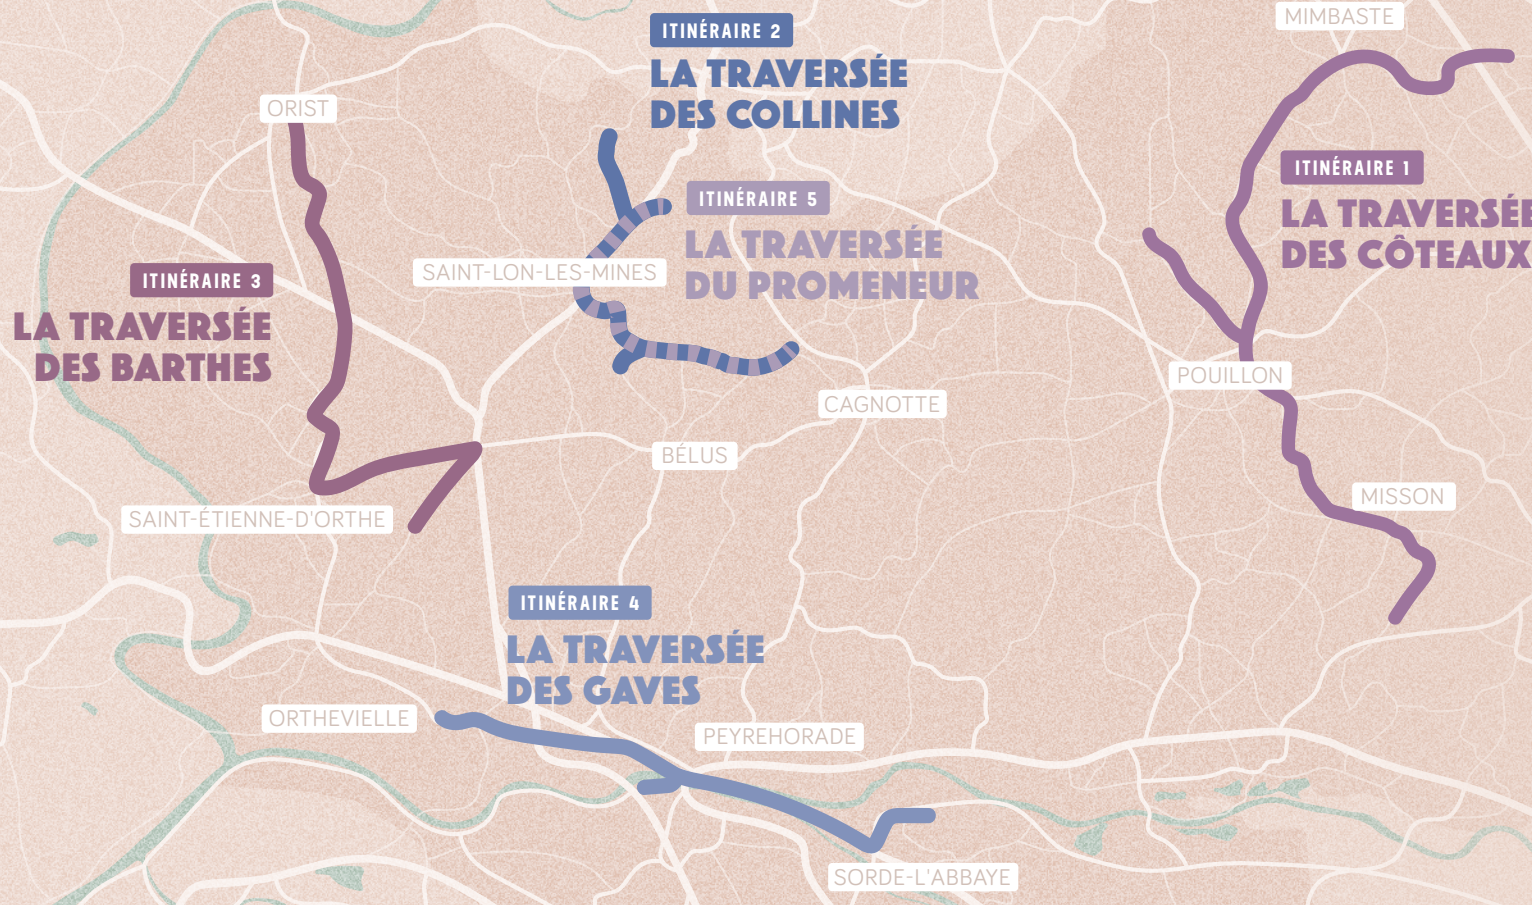 MIMBASTE
ITINÉRAIRE 2
LA TRAVERSÉE
DES COLLINES
ORIST
ITINÉRAIRE 1
LA TRAVERSÉE
DES CÔTEAUX
ITINÉRAIRE 5
LA TRAVERSÉE
DU PROMENEUR
SAINT-LON-LES-MINES
ITINÉRAIRE 3
LA TRAVERSÉE
DES BARTHES
POUILLON
CAGNOTTE
BÉLUS
MISSON
SAINT-ÉTIENNE-D'ORTHE
ITINÉRAIRE 4
LA TRAVERSÉE
DES GAVES
ORTHEVIELLE
PEYREHORADE
SORDE-L'ABBAYE